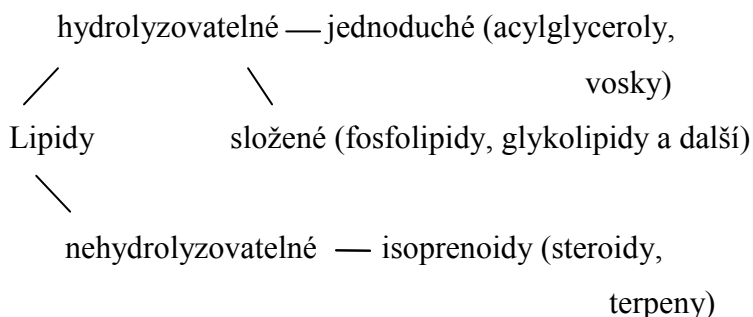 hydrolyzovatelné — jednoduché (acylglyceroly,
vosky)
Lipidy složené (fosfolipidy, glykolipidy a další)
nehydrolyzovatelné — isoprenoidy (steroidy,
terpeny)